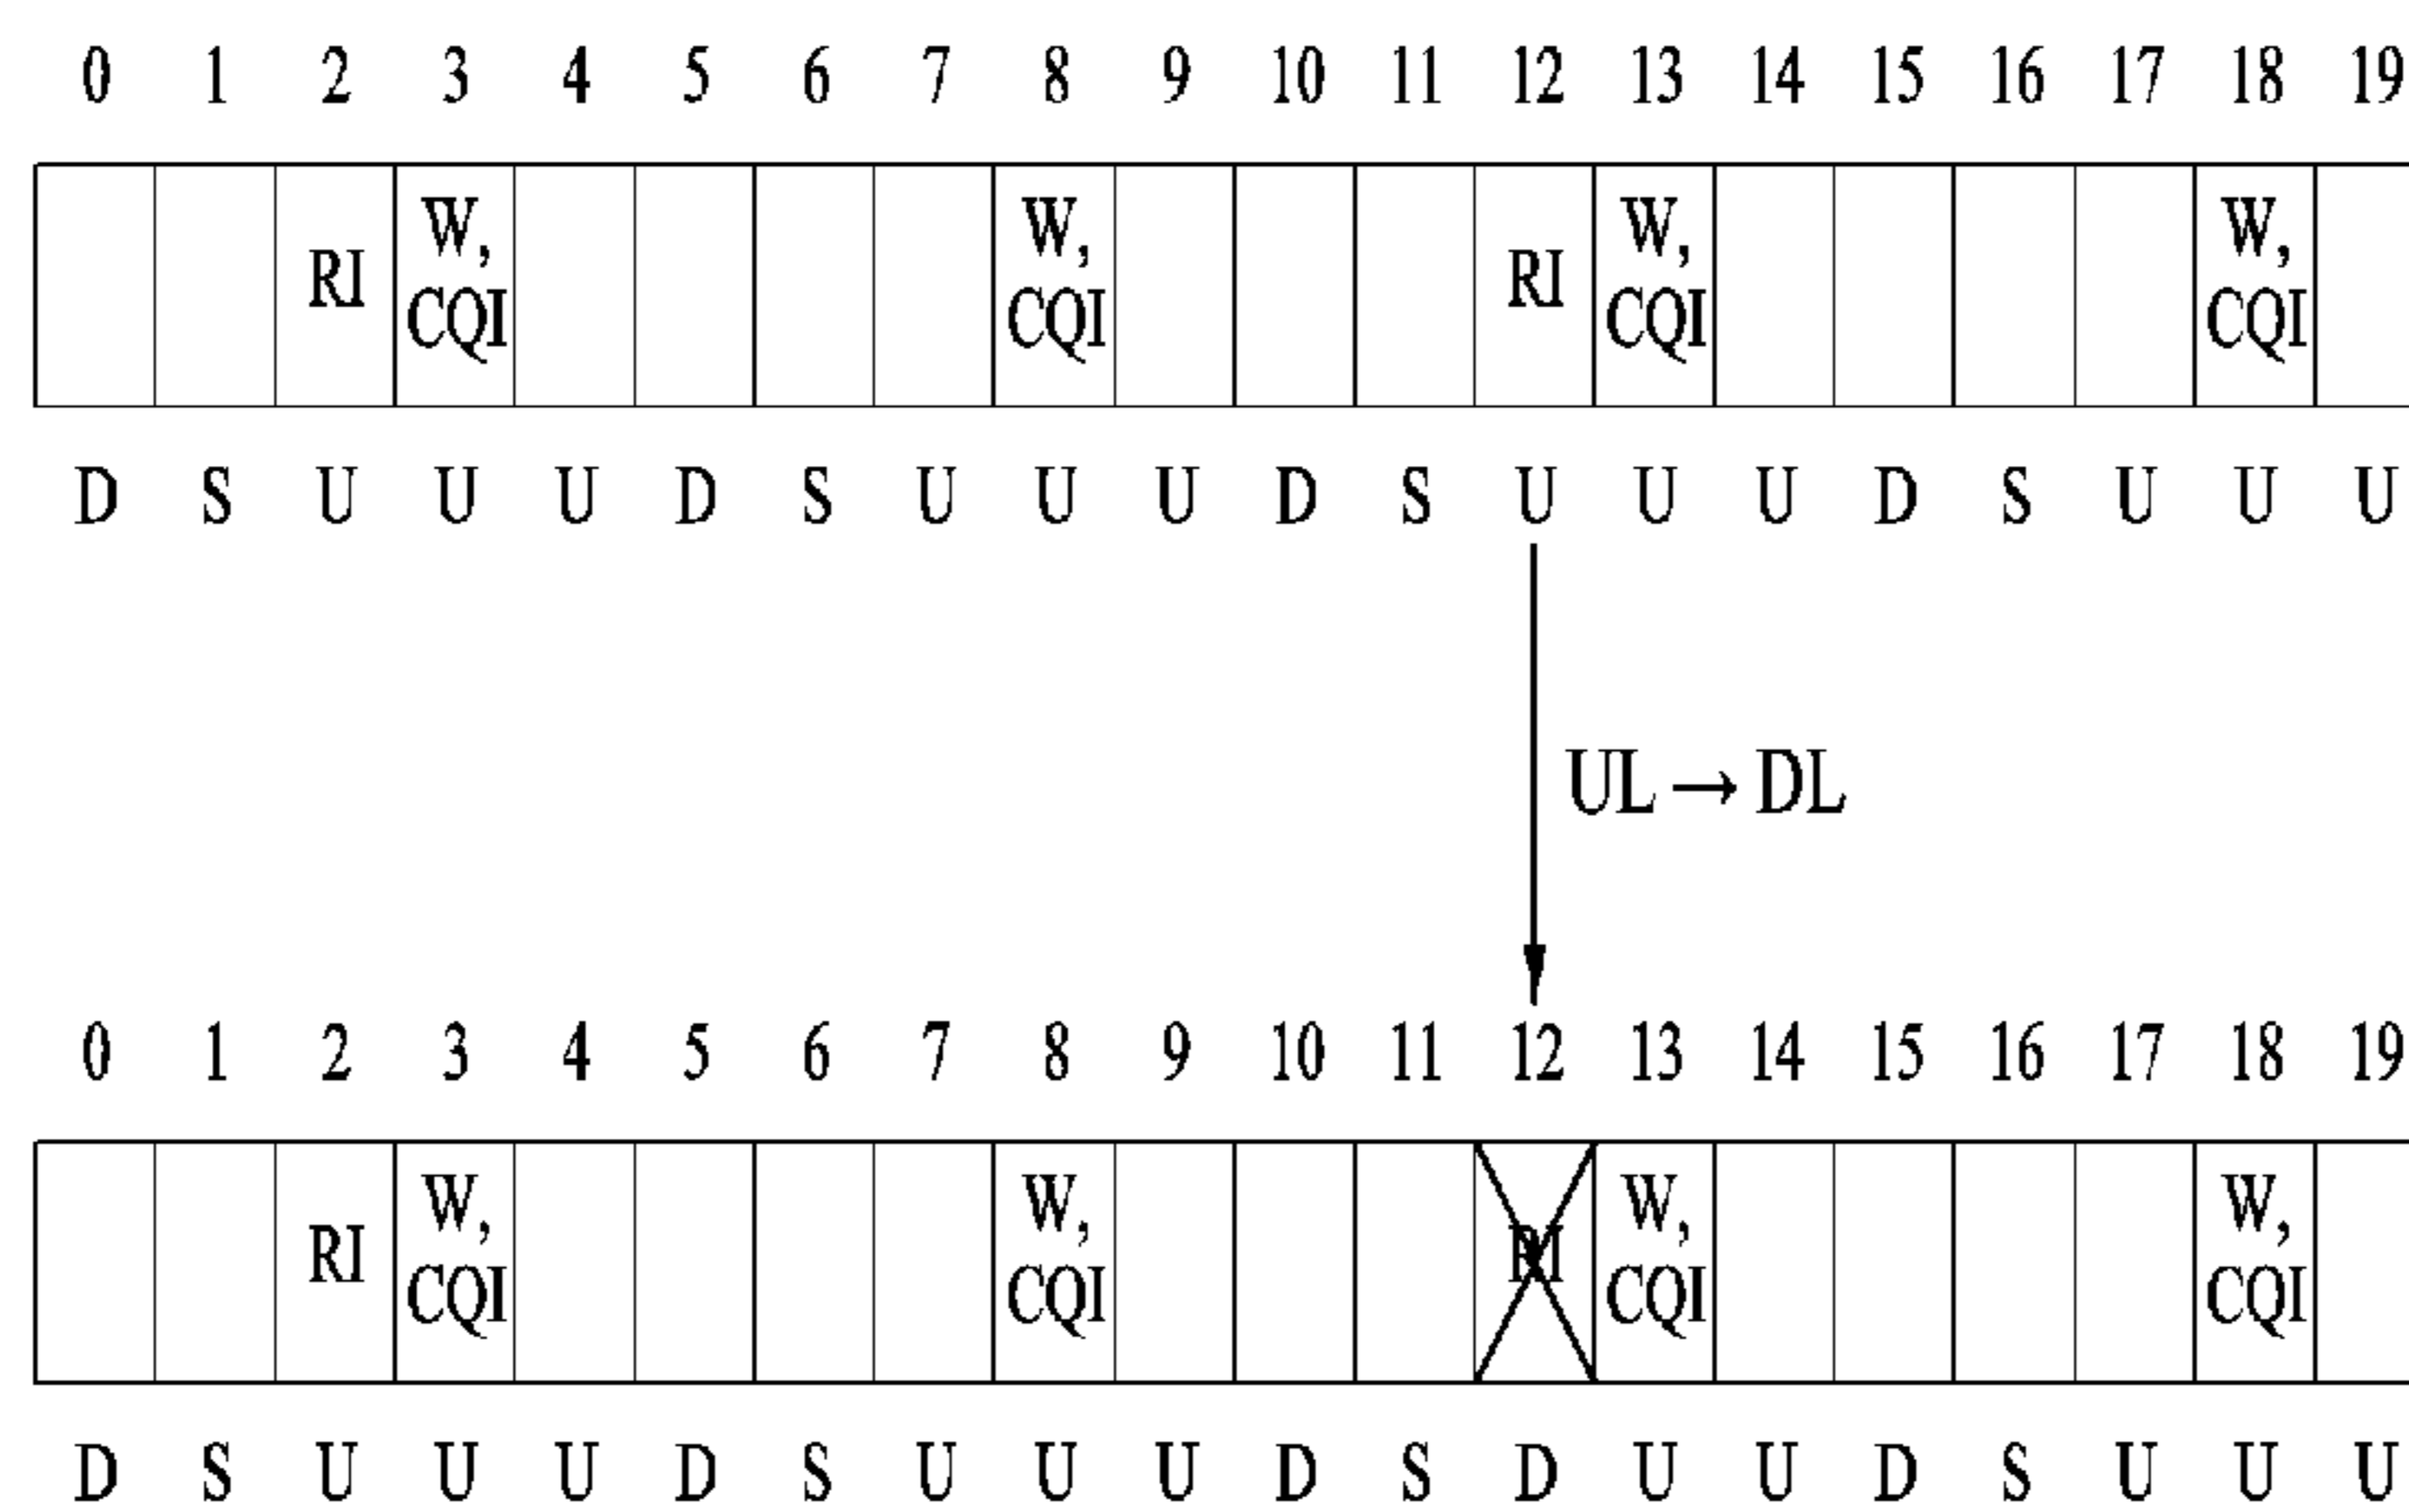 0 1 2 3 4 5 6 7 8 9 10 11 12 13 14 15 16 17 18 19
RI W, CQI W, CQI RI W, CQI W, CQI
D S U U U D S U U U D S U U U D S U U U
UL → DL
0 1 2 3 4 5 6 7 8 9 10 11 12 13 14 15 16 17 18 19
RI W, CQI W, CQI RI W, CQI W, CQI
D S U U U D S U U U D S D U U D S U U U